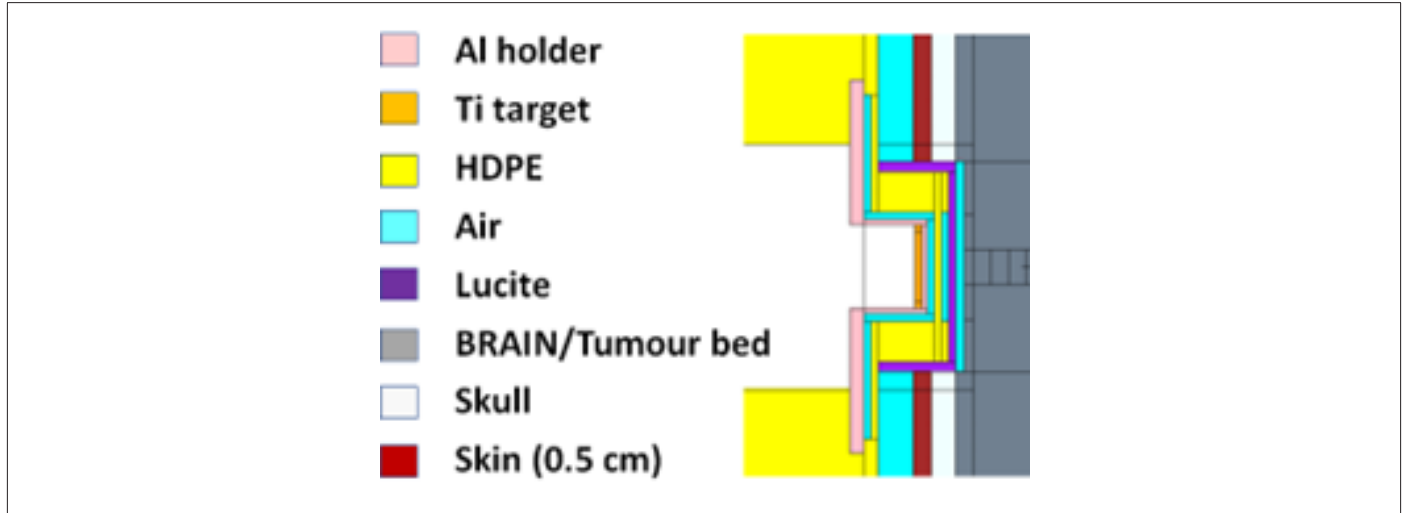 Al holder
Ti target
HDPE
Air
Lucite
BRAIN/Tumour bed
Skull
Skin (0.5 cm)